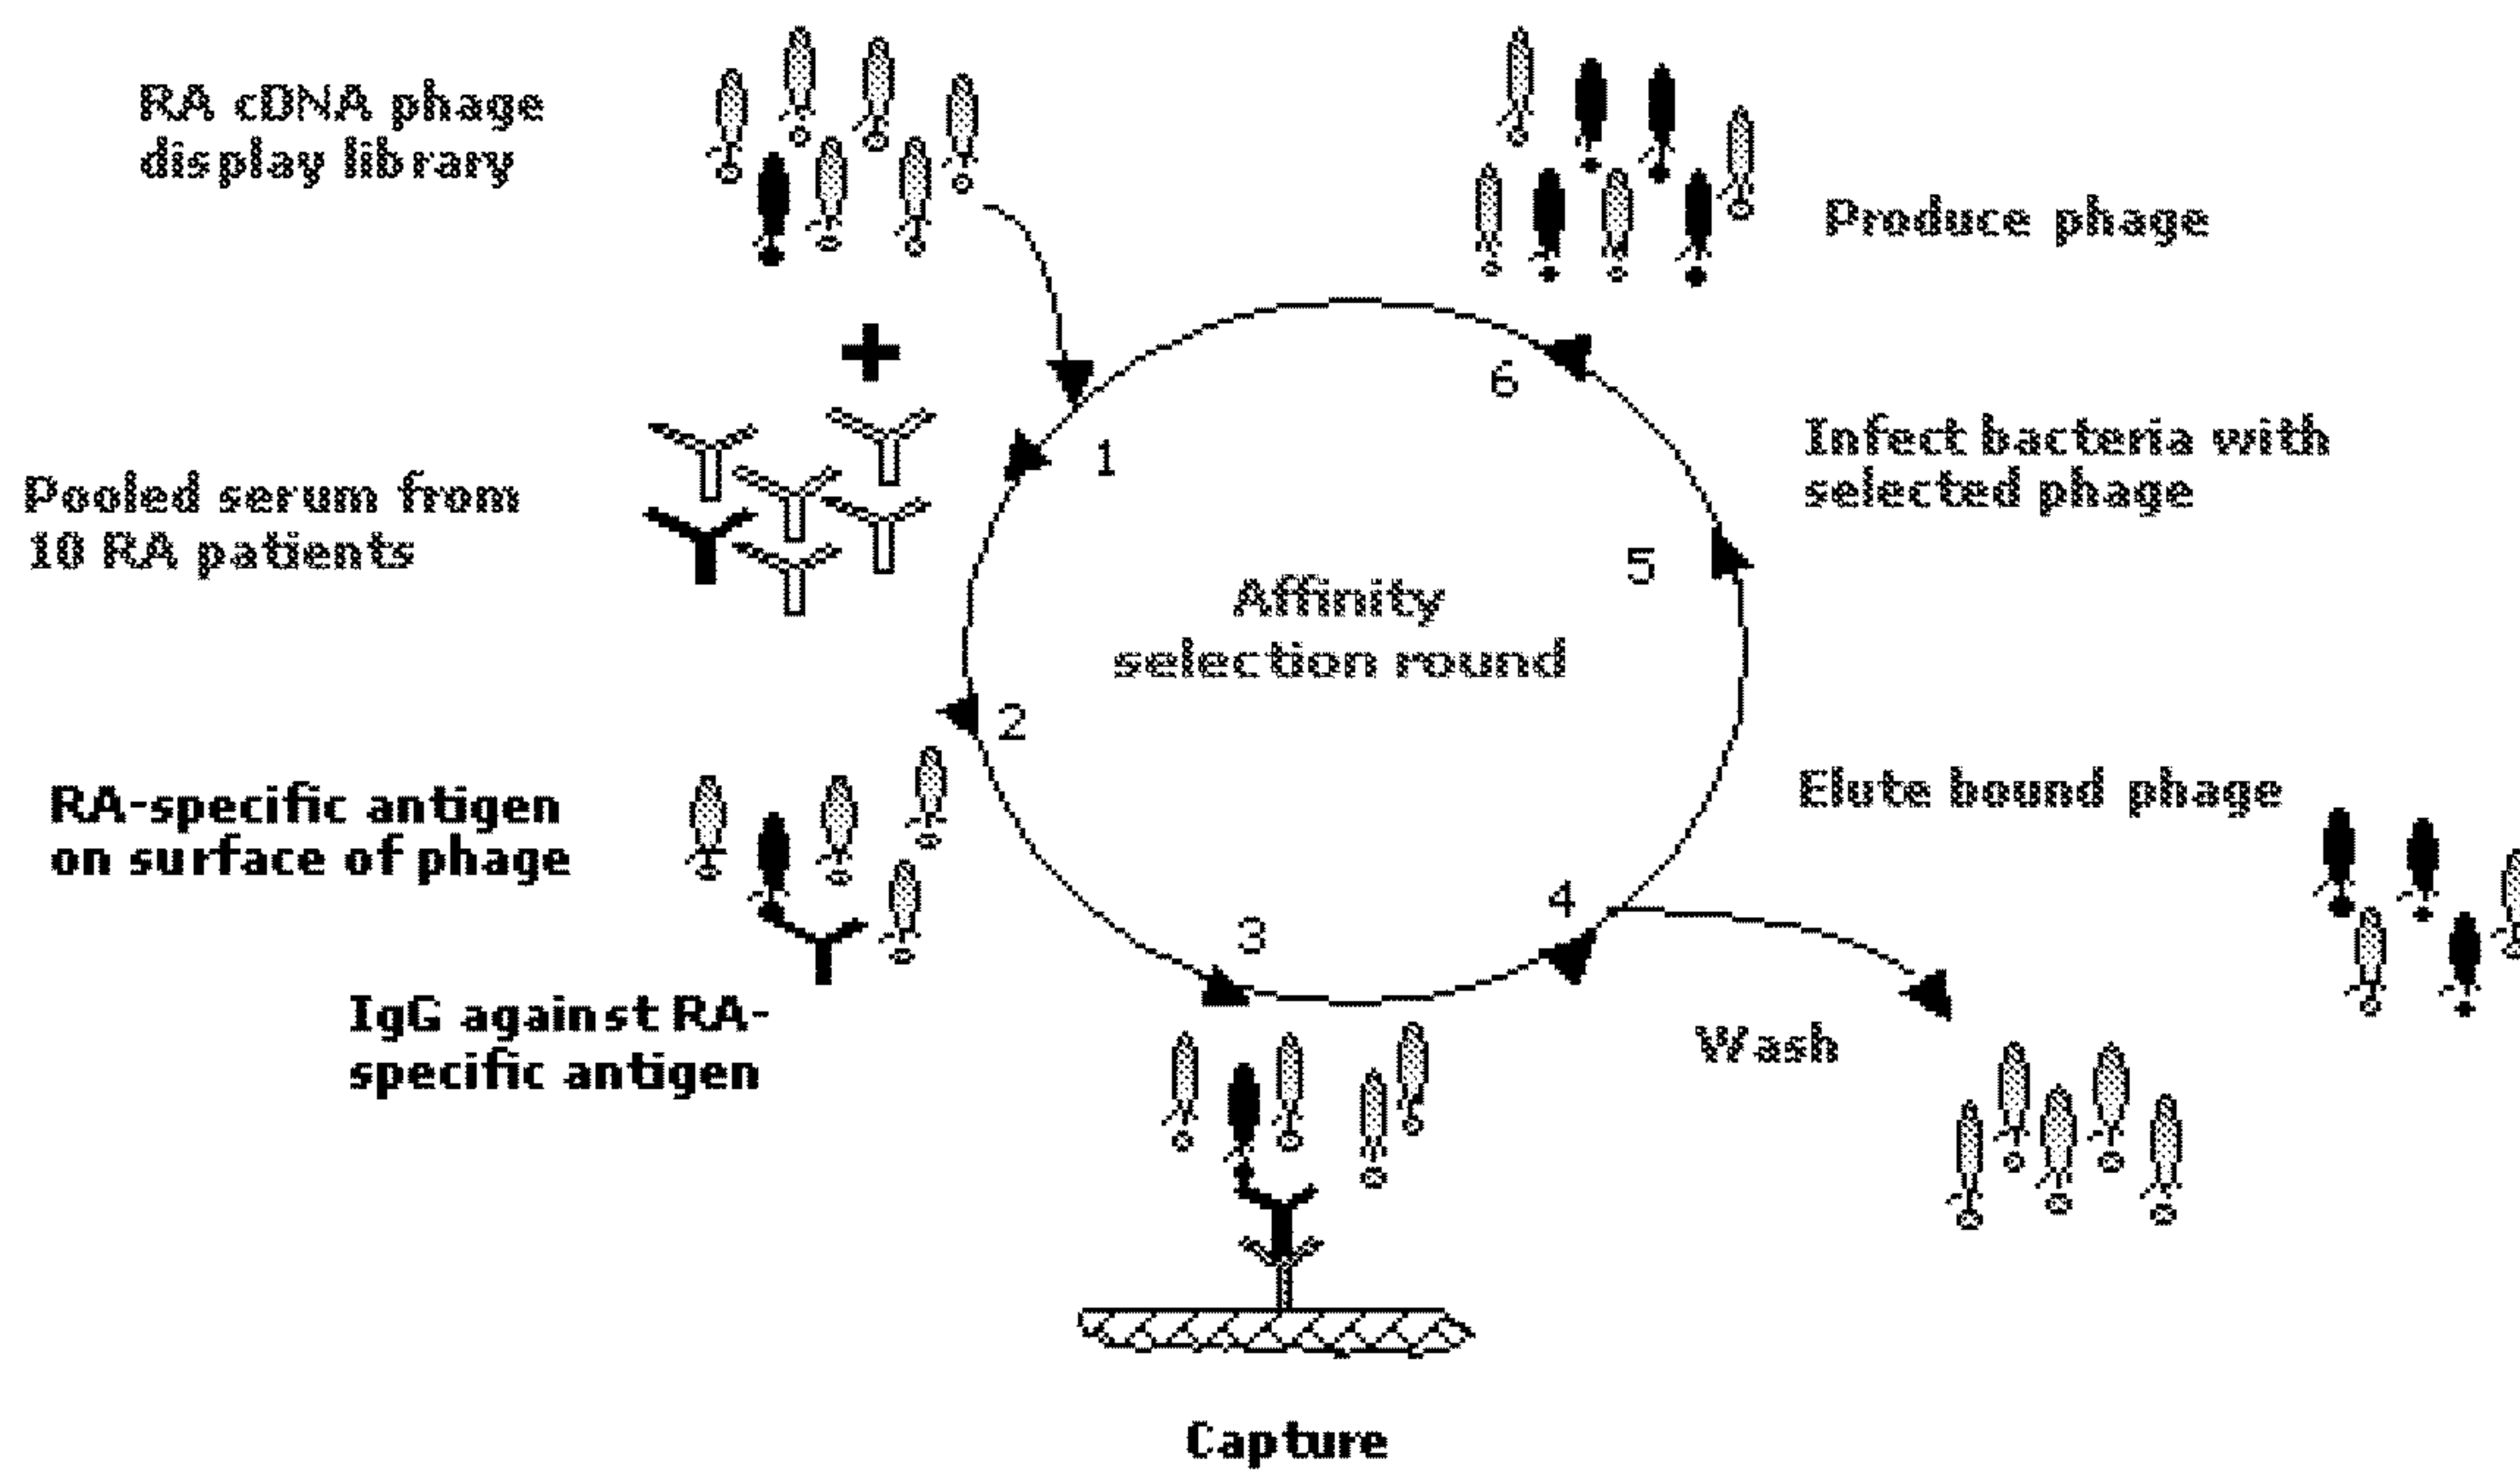 RA cDNA phage
display library
Produce phage
Pooled serum from
10 RA patients
Infect bacteria with
selected phage
1
6
5
Affinity
selection round
2
RA-specific antigen
on surface of phage
Elute bound phage
4
3
IgG against RA-
specific antigen
Wash
Capture